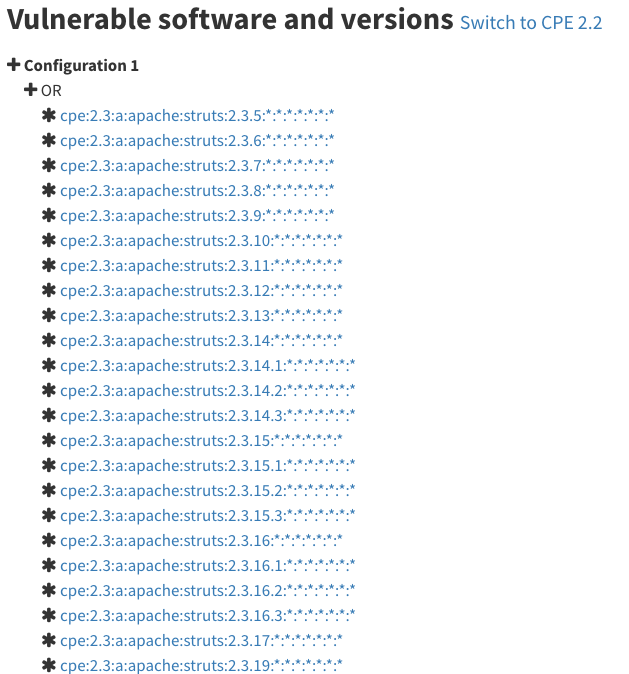 Vulnerable software and versions Switch to CPE 2.2
Configuration 1
OR
cpe:2.3:a:apache:struts:2.3.5:*:*:*:*:*:*:*
cpe:2.3:a:apache:struts:2.3.6:*:*:*:*:*:*:*
cpe:2.3:a:apache:struts:2.3.7:*:*:*:*:*:*:*
cpe:2.3:a:apache:struts:2.3.8:*:*:*:*:*:*:*
cpe:2.3:a:apache:struts:2.3.9:*:*:*:*:*:*:*
cpe:2.3:a:apache:struts:2.3.10:*:*:*:*:*:*:*
cpe:2.3:a:apache:struts:2.3.11:*:*:*:*:*:*:*
cpe:2.3:a:apache:struts:2.3.12:*:*:*:*:*:*:*
cpe:2.3:a:apache:struts:2.3.13:*:*:*:*:*:*:*
cpe:2.3:a:apache:struts:2.3.14:*:*:*:*:*:*:*
cpe:2.3:a:apache:struts:2.3.14.1:*:*:*:*:*:*:*
cpe:2.3:a:apache:struts:2.3.14.2:*:*:*:*:*:*:*
cpe:2.3:a:apache:struts:2.3.14.3:*:*:*:*:*:*:*
cpe:2.3:a:apache:struts:2.3.15:*:*:*:*:*:*:*
cpe:2.3:a:apache:struts:2.3.15.1:*:*:*:*:*:*:*
cpe:2.3:a:apache:struts:2.3.15.2:*:*:*:*:*:*:*
cpe:2.3:a:apache:struts:2.3.15.3:*:*:*:*:*:*:*
cpe:2.3:a:apache:struts:2.3.16:*:*:*:*:*:*:*
cpe:2.3:a:apache:struts:2.3.16.1:*:*:*:*:*:*:*
cpe:2.3:a:apache:struts:2.3.16.2:*:*:*:*:*:*:*
cpe:2.3:a:apache:struts:2.3.16.3:*:*:*:*:*:*:*
cpe:2.3:a:apache:struts:2.3.17:*:*:*:*:*:*:*
cpe:2.3:a:apache:struts:2.3.19:*:*:*:*:*:*:*